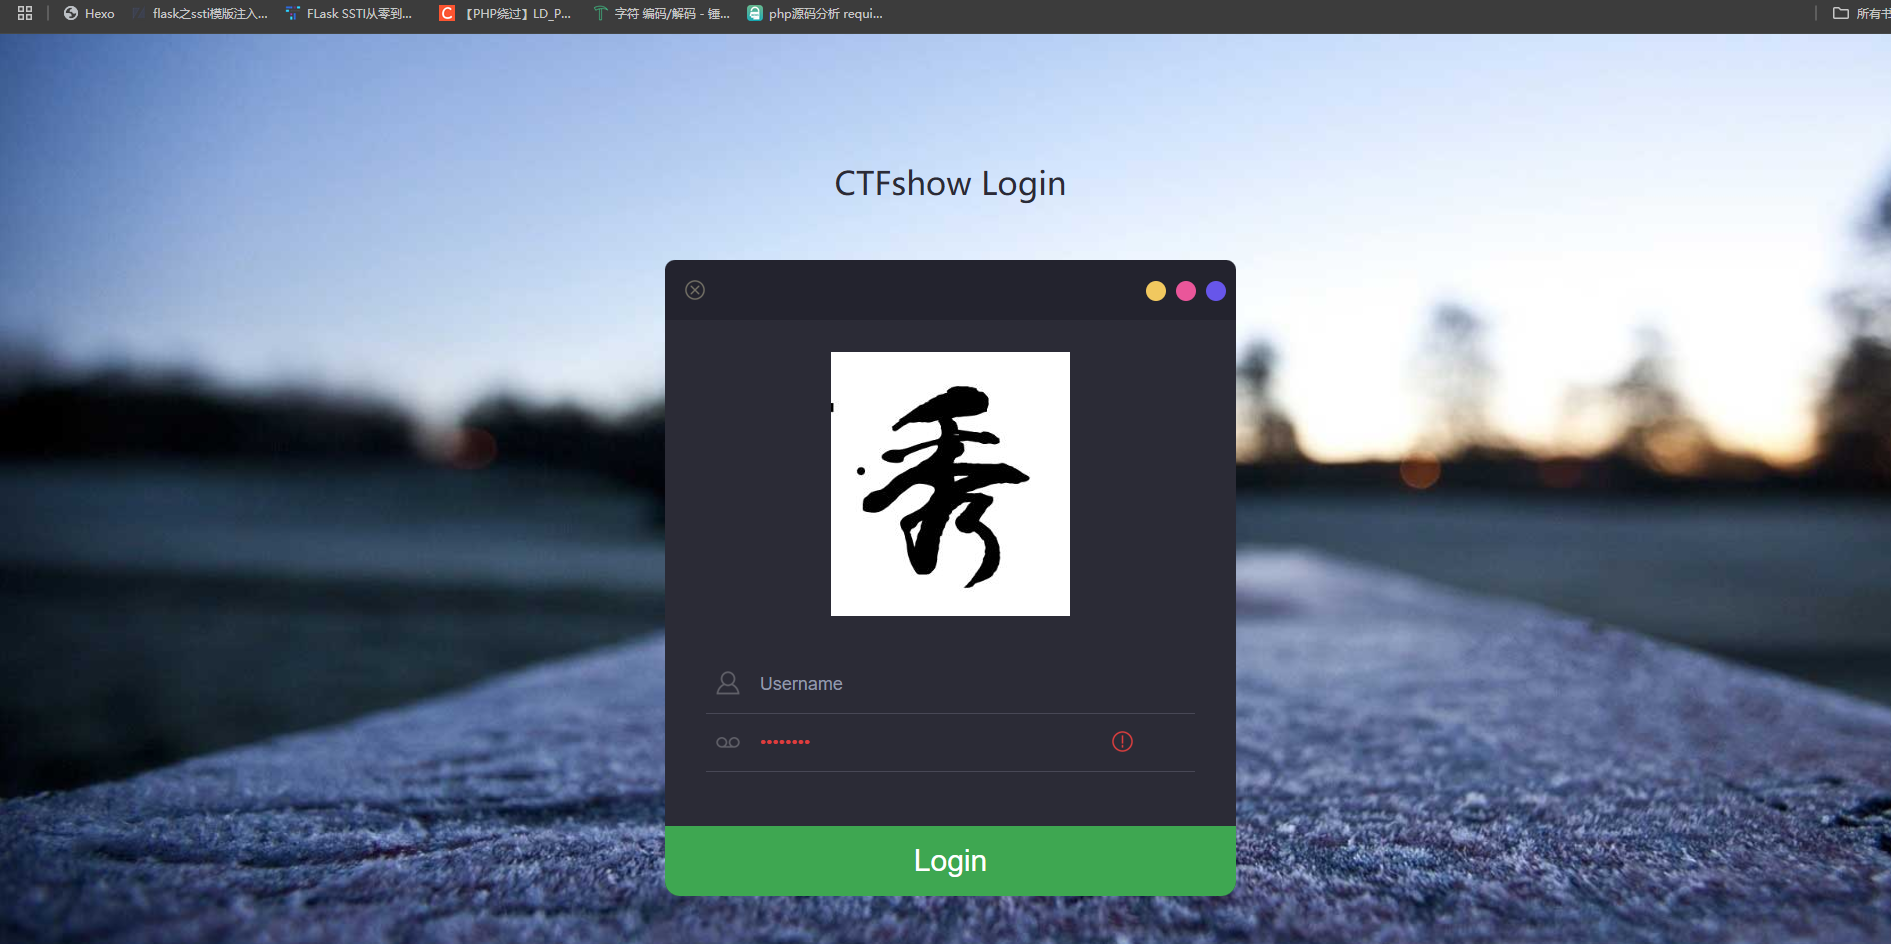 Hexo
flask之ssti模版注入...
FLask SSTI从零到...
【PHP绕过】LD_P...
字符 编码/解码 - 锤...
php源码分析 requi...
所有书
CTFshow Login
秀
Username
••••••••
Login